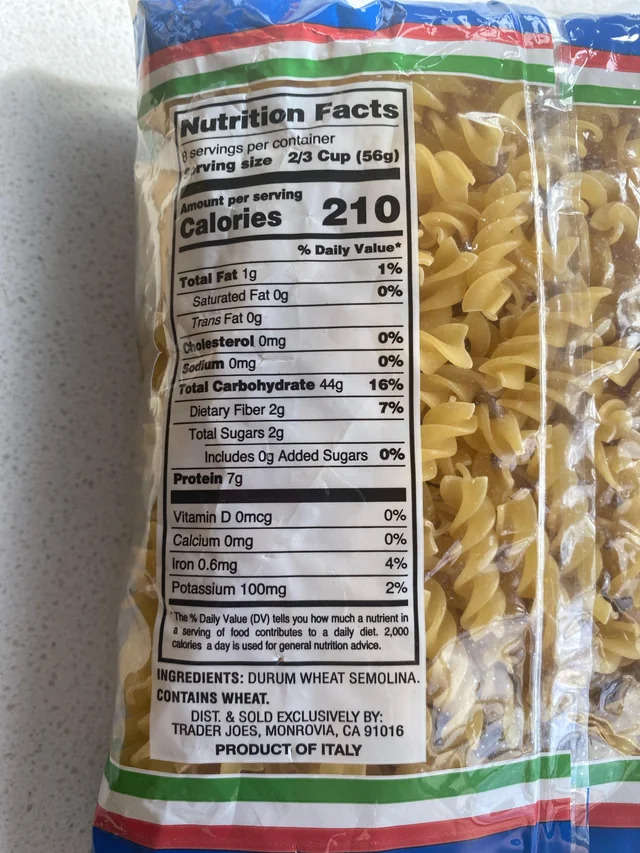 Nutrition Facts
8 servings per container
Serving size 2/3 Cup (56g)
Amount per serving
Calories 210
% Daily Value*
Total Fat 1g 1%
Saturated Fat 0g 0%
Trans Fat 0g
Cholesterol 0mg 0%
Sodium 0mg 0%
Total Carbohydrate 44g 16%
Dietary Fiber 2g 7%
Total Sugars 2g
Includes 0g Added Sugars 0%
Protein 7g
Vitamin D 0mcg 0%
Calcium 0mg 0%
Iron 0.6mg 4%
Potassium 100mg 2%
*The % Daily Value (DV) tells you how much a nutrient in
a serving of food contributes to a daily diet. 2,000
calories a day is used for general nutrition advice.
INGREDIENTS: DURUM WHEAT SEMOLINA.
CONTAINS WHEAT.
DIST. & SOLD EXCLUSIVELY BY:
TRADER JOES, MONROVIA, CA 91016
PRODUCT OF ITALY